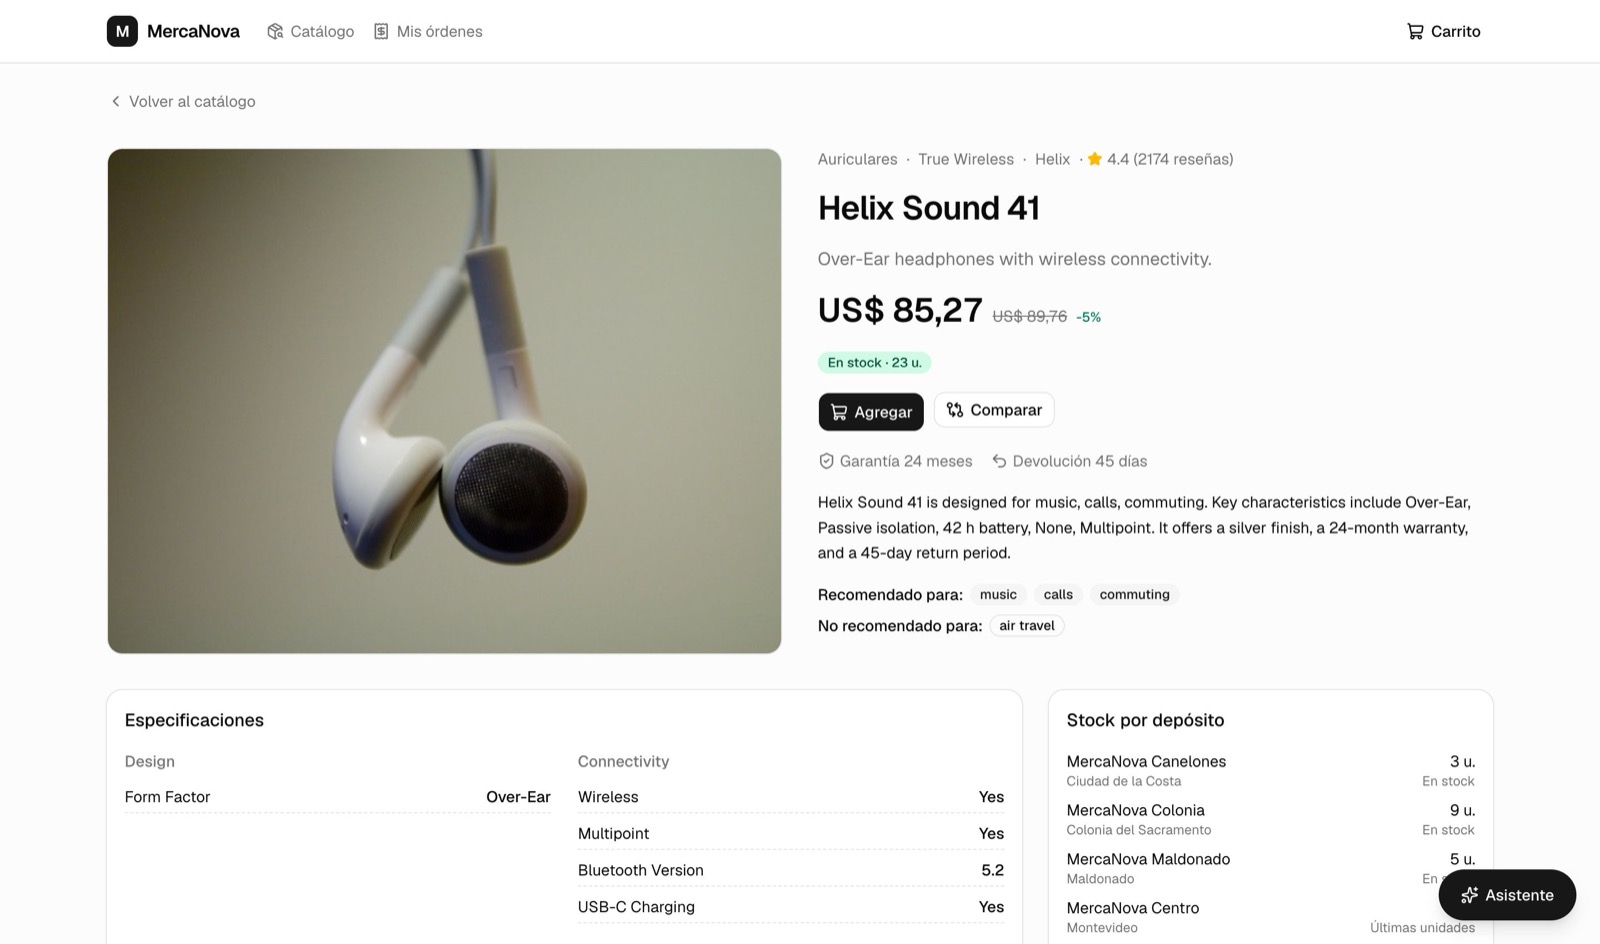 M MercaNova Catálogo Mis órdenes Carrito
Volver al catálogo
Auriculares · True Wireless · Helix · 4.4 (2174 reseñas)
Helix Sound 41
Over-Ear headphones with wireless connectivity.
US$ 85,27 US$ 89,76 -5%
En stock · 23 u.
Agregar Comparar
Garantía 24 meses Devolución 45 días
Helix Sound 41 is designed for music, calls, commuting. Key characteristics include Over-Ear,
Passive isolation, 42 h battery, None, Multipoint. It offers a silver finish, a 24-month warranty,
and a 45-day return period.
Recomendado para: music calls commuting
No recomendado para: air travel
Especificaciones
Design
Form Factor Over-Ear
Connectivity
Wireless Yes
Multipoint Yes
Bluetooth Version 5.2
USB-C Charging Yes
Stock por depósito
MercaNova Canelones 3 u.
Ciudad de la Costa En stock
MercaNova Colonia 9 u.
Colonia del Sacramento En stock
MercaNova Maldonado 5 u.
Maldonado En
MercaNova Centro
Montevideo Últimas unidades
Asistente